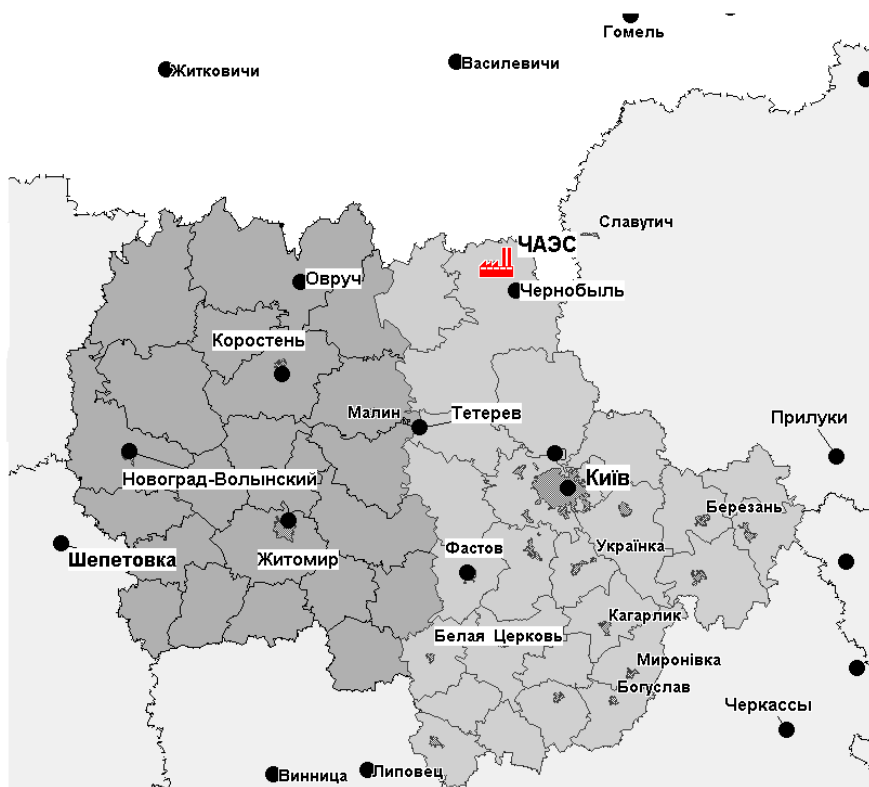 Гомель
Житковичи
Василевичи
Славутич
ЧАЭС
Овруч
Чернобыль
Коростень
Малин
Тетерев
Прилуки
Новоград-Волынский
Київ
Березань
Шепетовка
Житомир
Фастов
Українка
Кагарлик
Белая Церковь
Миронівка
Богуслав
Черкассы
Винница
Липовец